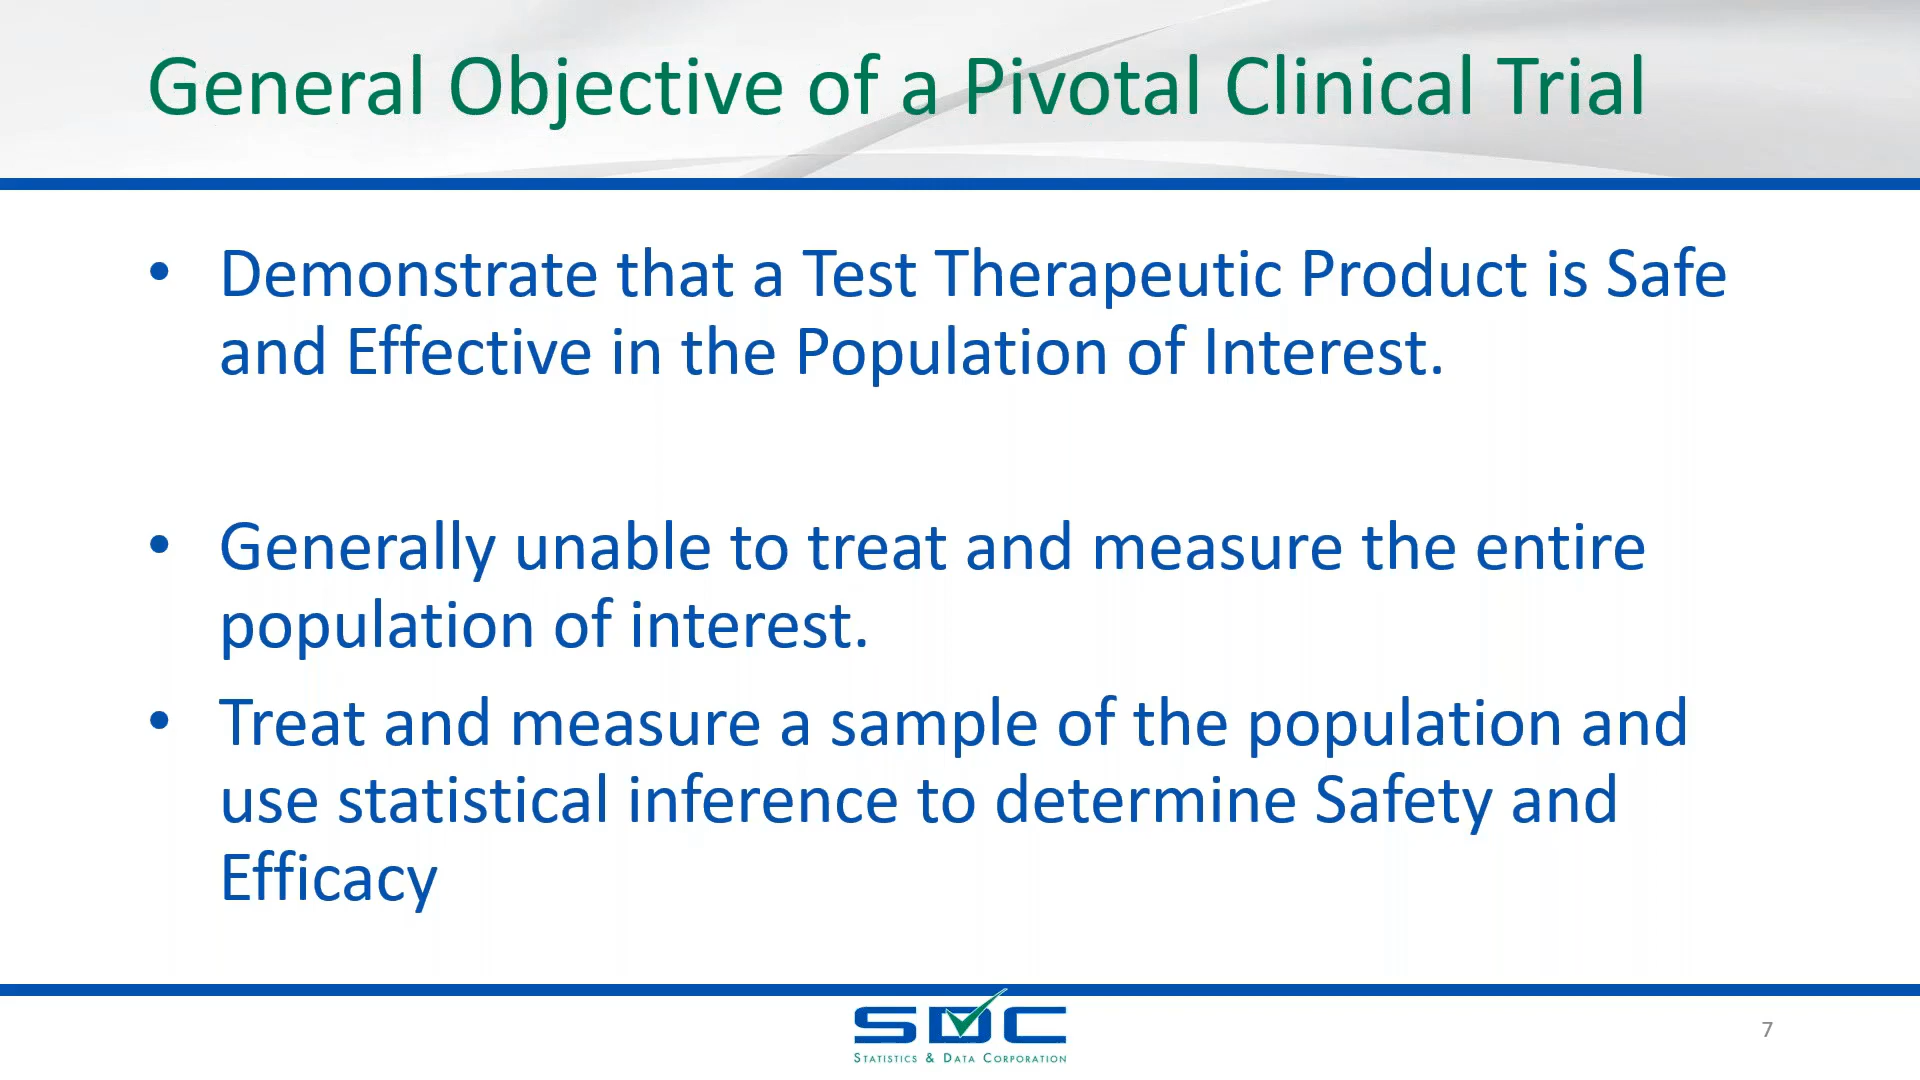 General Objective of a Pivotal Clinical Trial
• Demonstrate that a Test Therapeutic Product is Safe
and Effective in the Population of Interest.
• Generally unable to treat and measure the entire
population of interest.
• Treat and measure a sample of the population and
use statistical inference to determine Safety and
Efficacy
SDC
STATISTICS & DATA CORPORATION
7